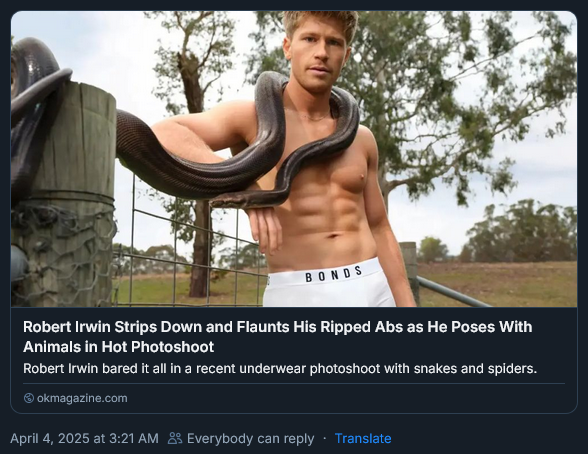 BONDS
Robert Irwin Strips Down and Flaunts His Ripped Abs as He Poses With
Animals in Hot Photoshoot
Robert Irwin bared it all in a recent underwear photoshoot with snakes and spiders.
okmagazine.com
April 4, 2025 at 3:21 AM Everybody can reply · Translate